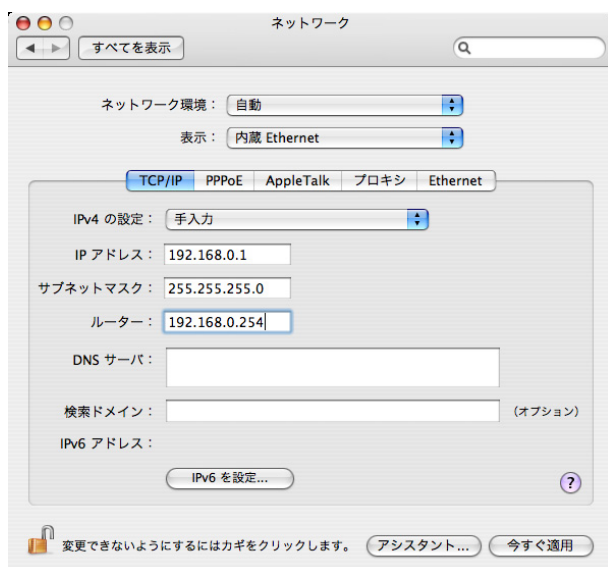 ネットワーク
すべてを表示
ネットワーク環境： 自動
表示： 内蔵 Ethernet
TCP/IP PPPoE AppleTalk プロキシ Ethernet
IPv4 の設定： 手入力
IP アドレス： 192.168.0.1
サブネットマスク： 255.255.255.0
ルーター： 192.168.0.254
DNS サーバ：
検索ドメイン： (オプション)
IPv6 アドレス：
IPv6 を設定...
?
変更できないようにするにはカギをクリックします。 アシスタント... 今すぐ適用